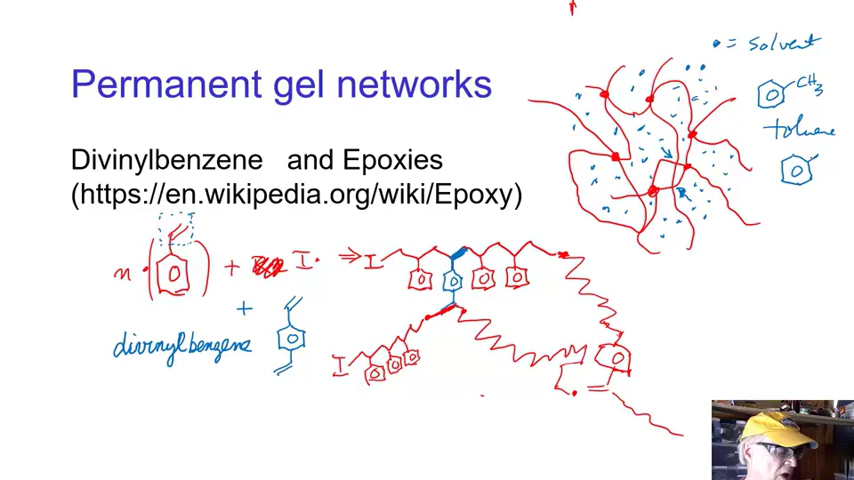 • = solvent
Permanent gel networks
CH3
toluene
Divinylbenzene and Epoxies
(https://en.wikipedia.org/wiki/Epoxy)
n • ( ) + I • ⇒ I
+
divinylbenzene
I